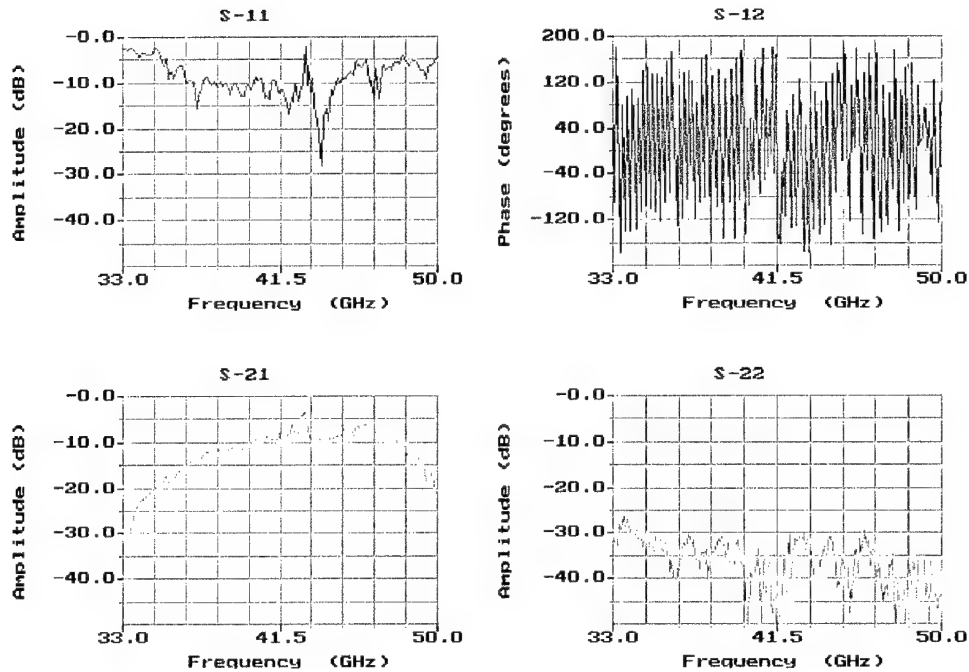 S-11
-0.0
-10.0
-20.0
-30.0
-40.0
Amplitude (dB)
33.0 41.5 50.0
Frequency (GHz)
S-12
200.0
120.0
40.0
-40.0
-120.0
Phase (degrees)
33.0 41.5 50.0
Frequency (GHz)
S-21
-0.0
-10.0
-20.0
-30.0
-40.0
Amplitude (dB)
33.0 41.5 50.0
Frequency (GHz)
S-22
-0.0
-10.0
-20.0
-30.0
-40.0
Amplitude (dB)
33.0 41.5 50.0
Frequency (GHz)